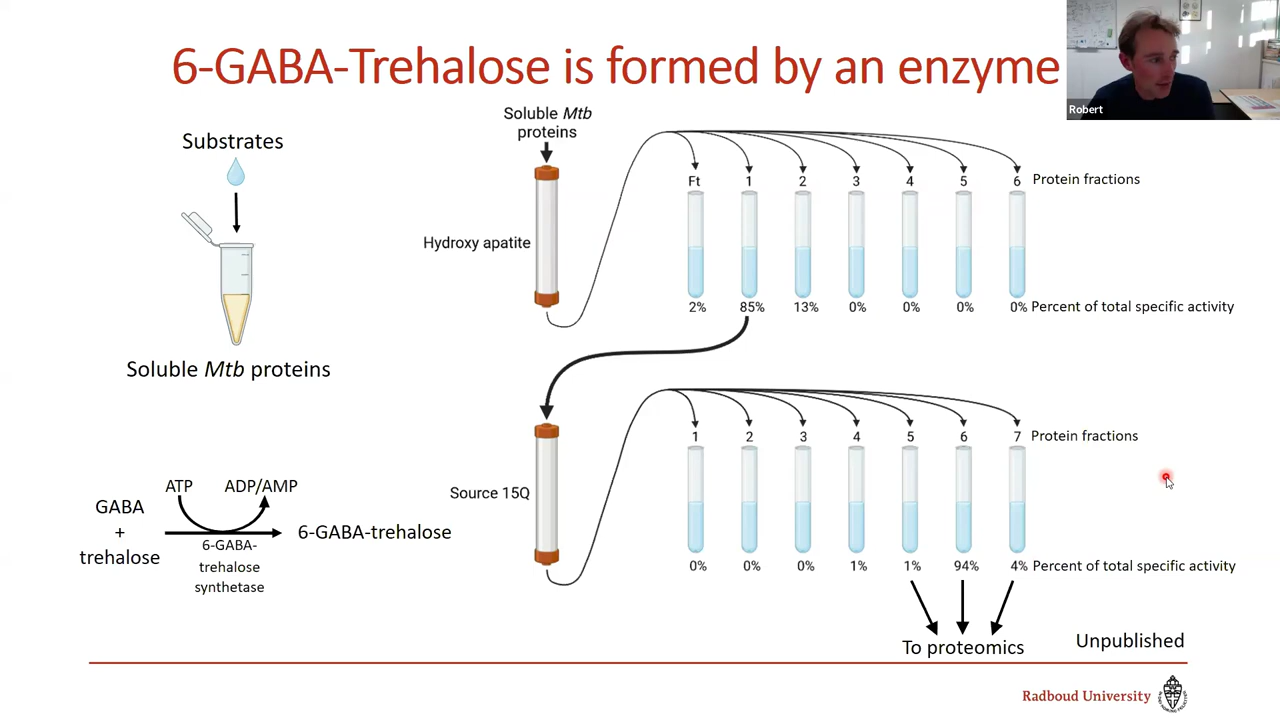 6-GABA-Trehalose is formed by an enzyme
Robert
Substrates
Soluble Mtb proteins
GABA
+
trehalose
ATP
ADP/AMP
6-GABA-
trehalose
synthetase
6-GABA-trehalose
Soluble Mtb
proteins
Hydroxy apatite
Ft 1 2 3 4 5 6 Protein fractions
2% 85% 13% 0% 0% 0% 0% Percent of total specific activity
Source 15Q
1 2 3 4 5 6 7 Protein fractions
0% 0% 0% 1% 1% 94% 4% Percent of total specific activity
To proteomics
Unpublished
Radboud University